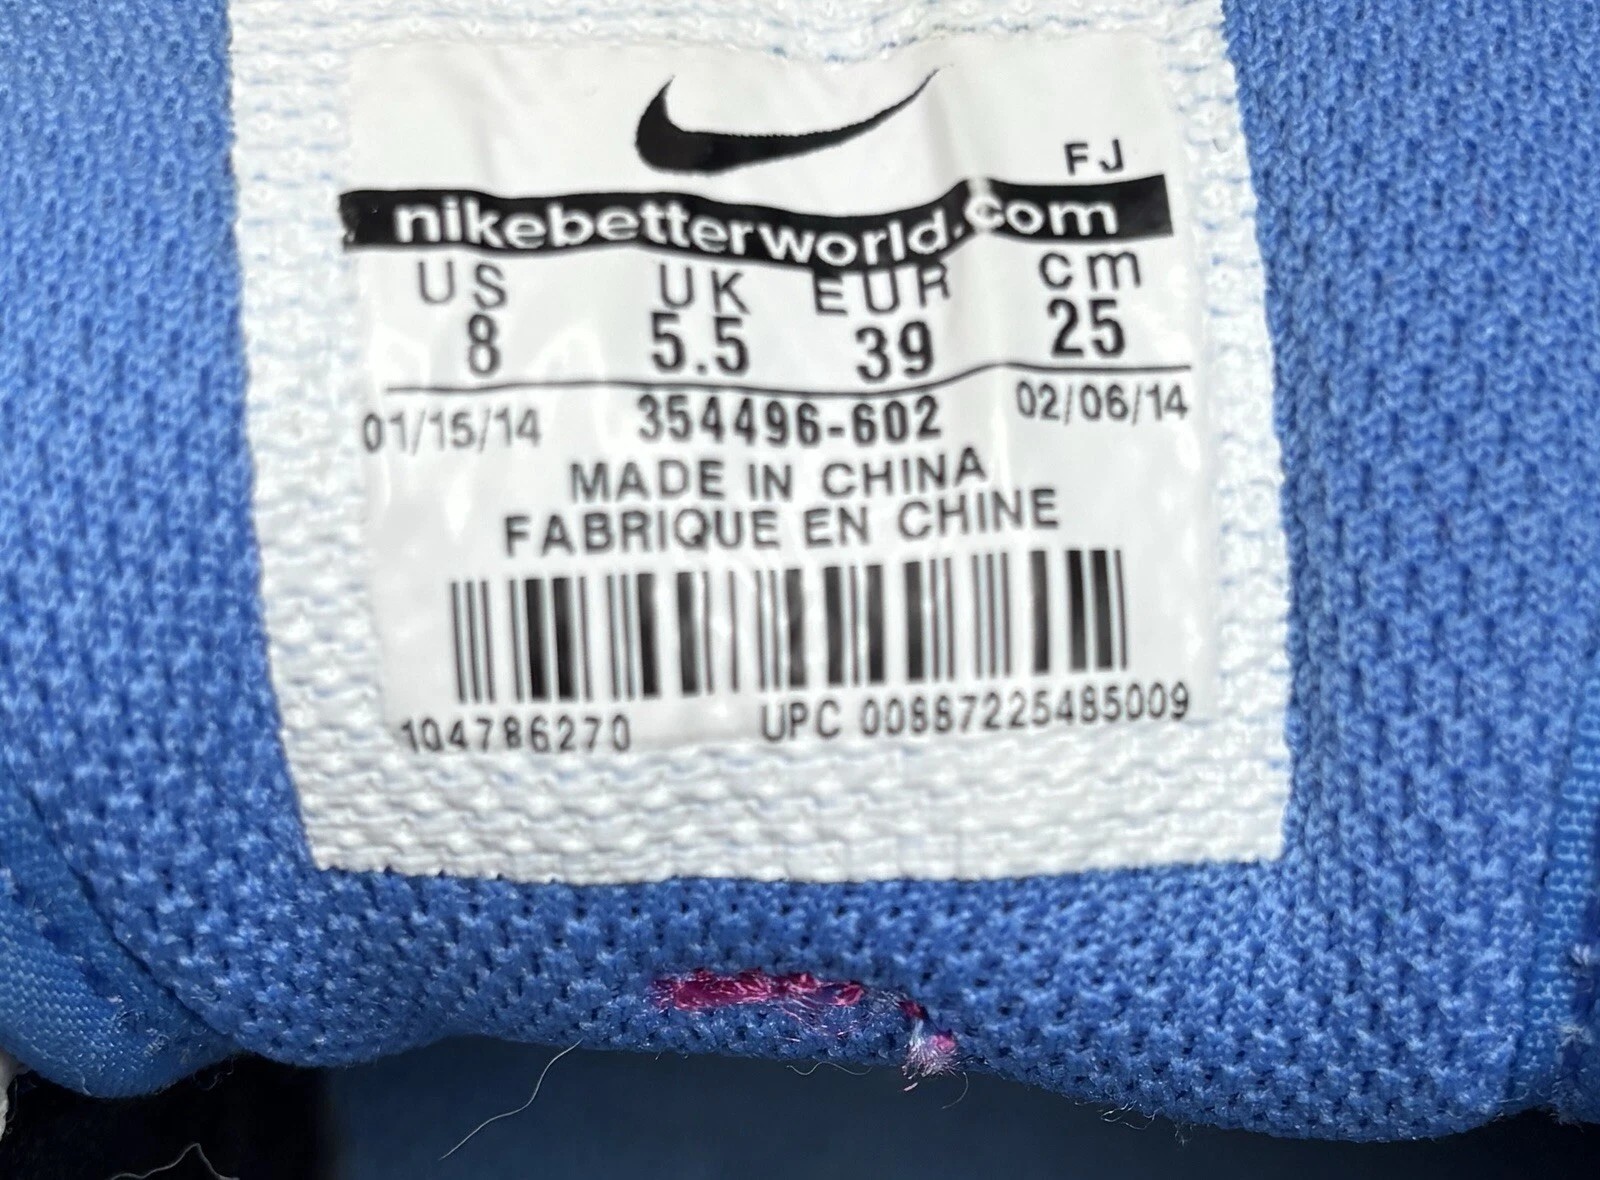 FJ
nikebetterworld.com
US UK EUR cm
8 5.5 39 25
01/15/14 354496-602 02/06/14
MADE IN CHINA
FABRIQUE EN CHINE
104786270 UPC 00887225485009